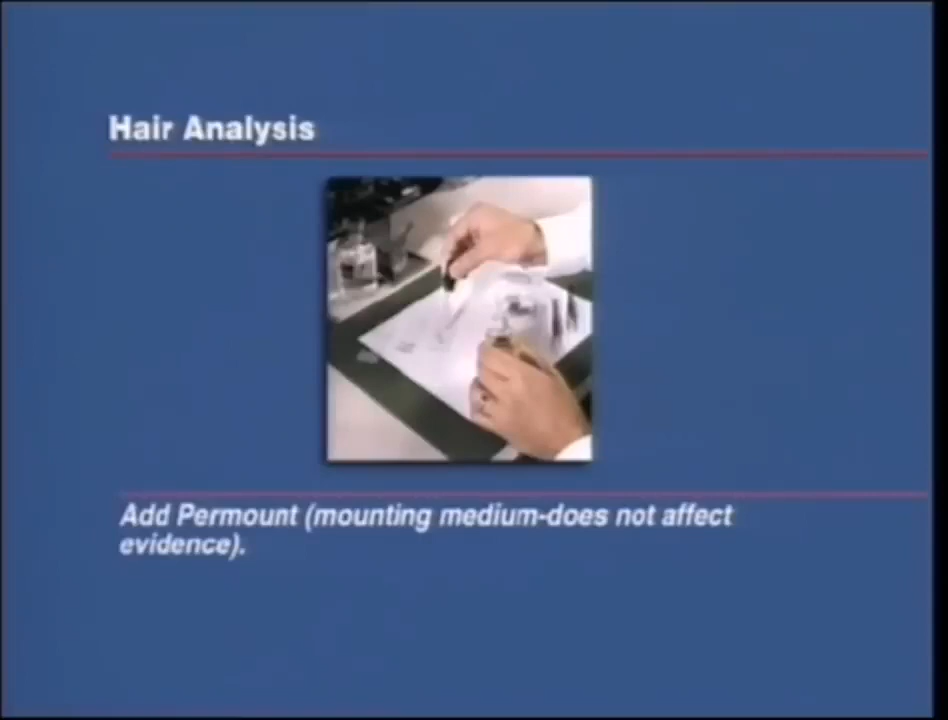 Hair Analysis
Add Permount (mounting medium-does not affect
evidence).